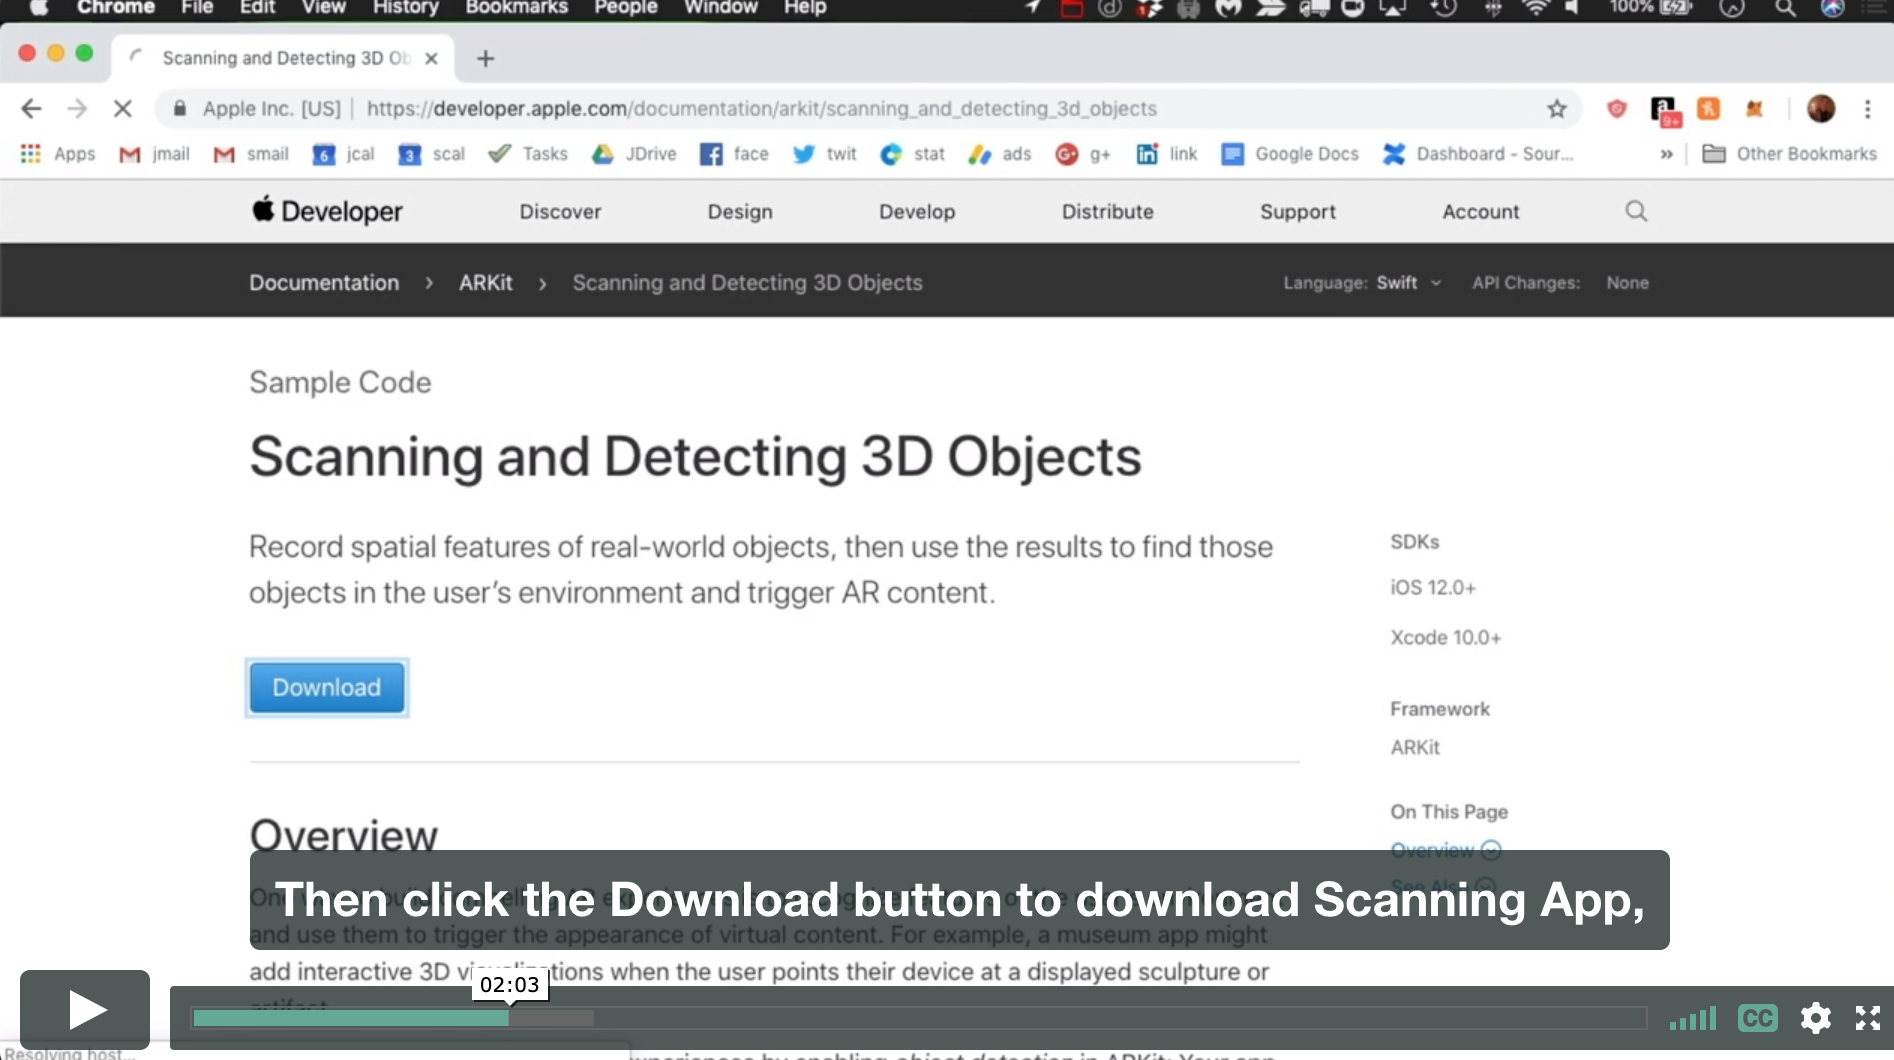 Chrome File Edit View History Bookmarks People Window Help 100%
Scanning and Detecting 3D Ob
Apple Inc. [US] https://developer.apple.com/documentation/arkit/scanning_and_detecting_3d_objects
Apps jmail smail 6 jcal 3 scal Tasks JDrive face twit stat ads g+ link Google Docs Dashboard - Sour... » Other Bookmarks
Developer Discover Design Develop Distribute Support Account
Documentation > ARKit > Scanning and Detecting 3D Objects Language: Swift API Changes: None
Sample Code
Scanning and Detecting 3D Objects
Record spatial features of real-world objects, then use the results to find those
objects in the user's environment and trigger AR content.
SDKs
iOS 12.0+
Xcode 10.0+
Download
Framework
ARKit
On This Page
Overview
Overview
See Also
Then click the Download button to download Scanning App,
and use them to trigger the appearance of virtual content. For example, a museum app might
add interactive 3D visualizations when the user points their device at a displayed sculpture or
artifact.
02:03
CC
Resolving host...
experiences by enabling object detection in ARKit: Your app